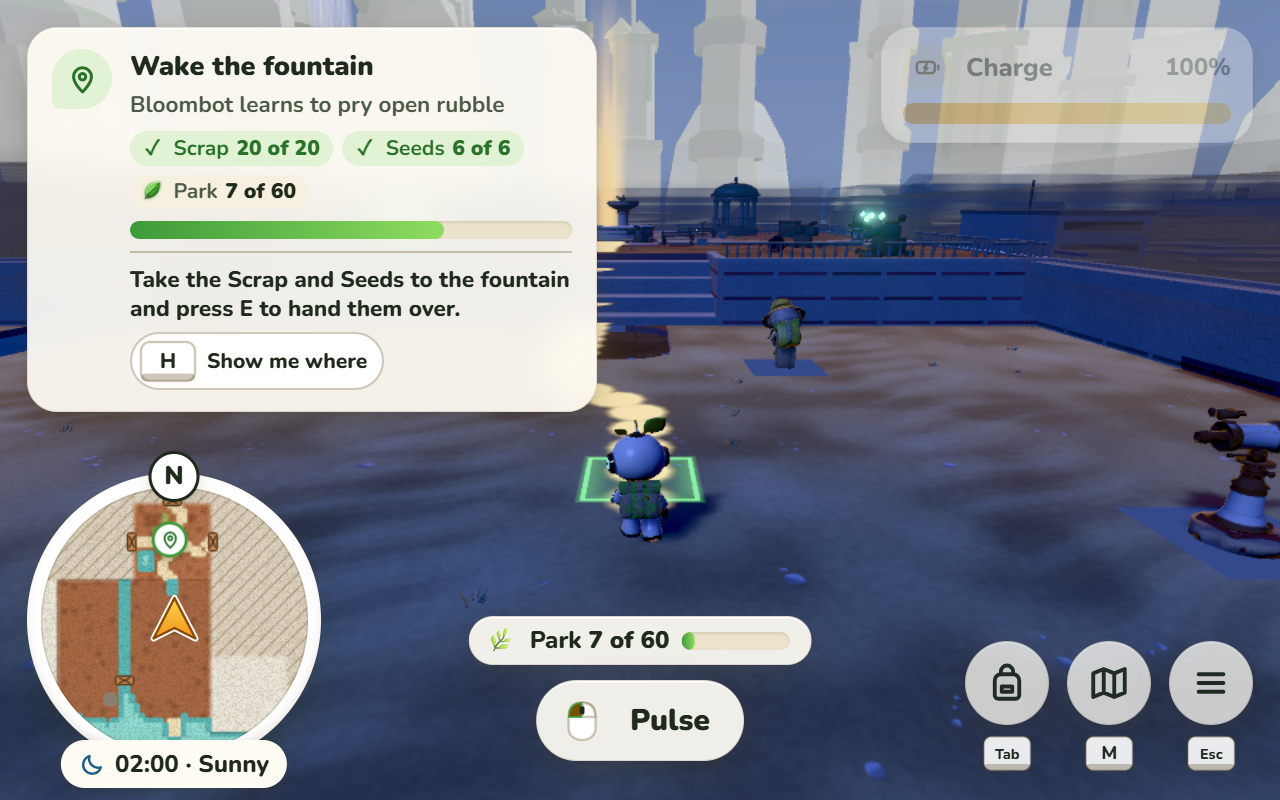 Wake the fountain
Bloombot learns to pry open rubble
Scrap 20 of 20
Seeds 6 of 6
Park 7 of 60
Take the Scrap and Seeds to the fountain
and press E to hand them over.
H Show me where
Charge 100%
N
02:00 · Sunny
Park 7 of 60
Pulse
Tab
M
Esc